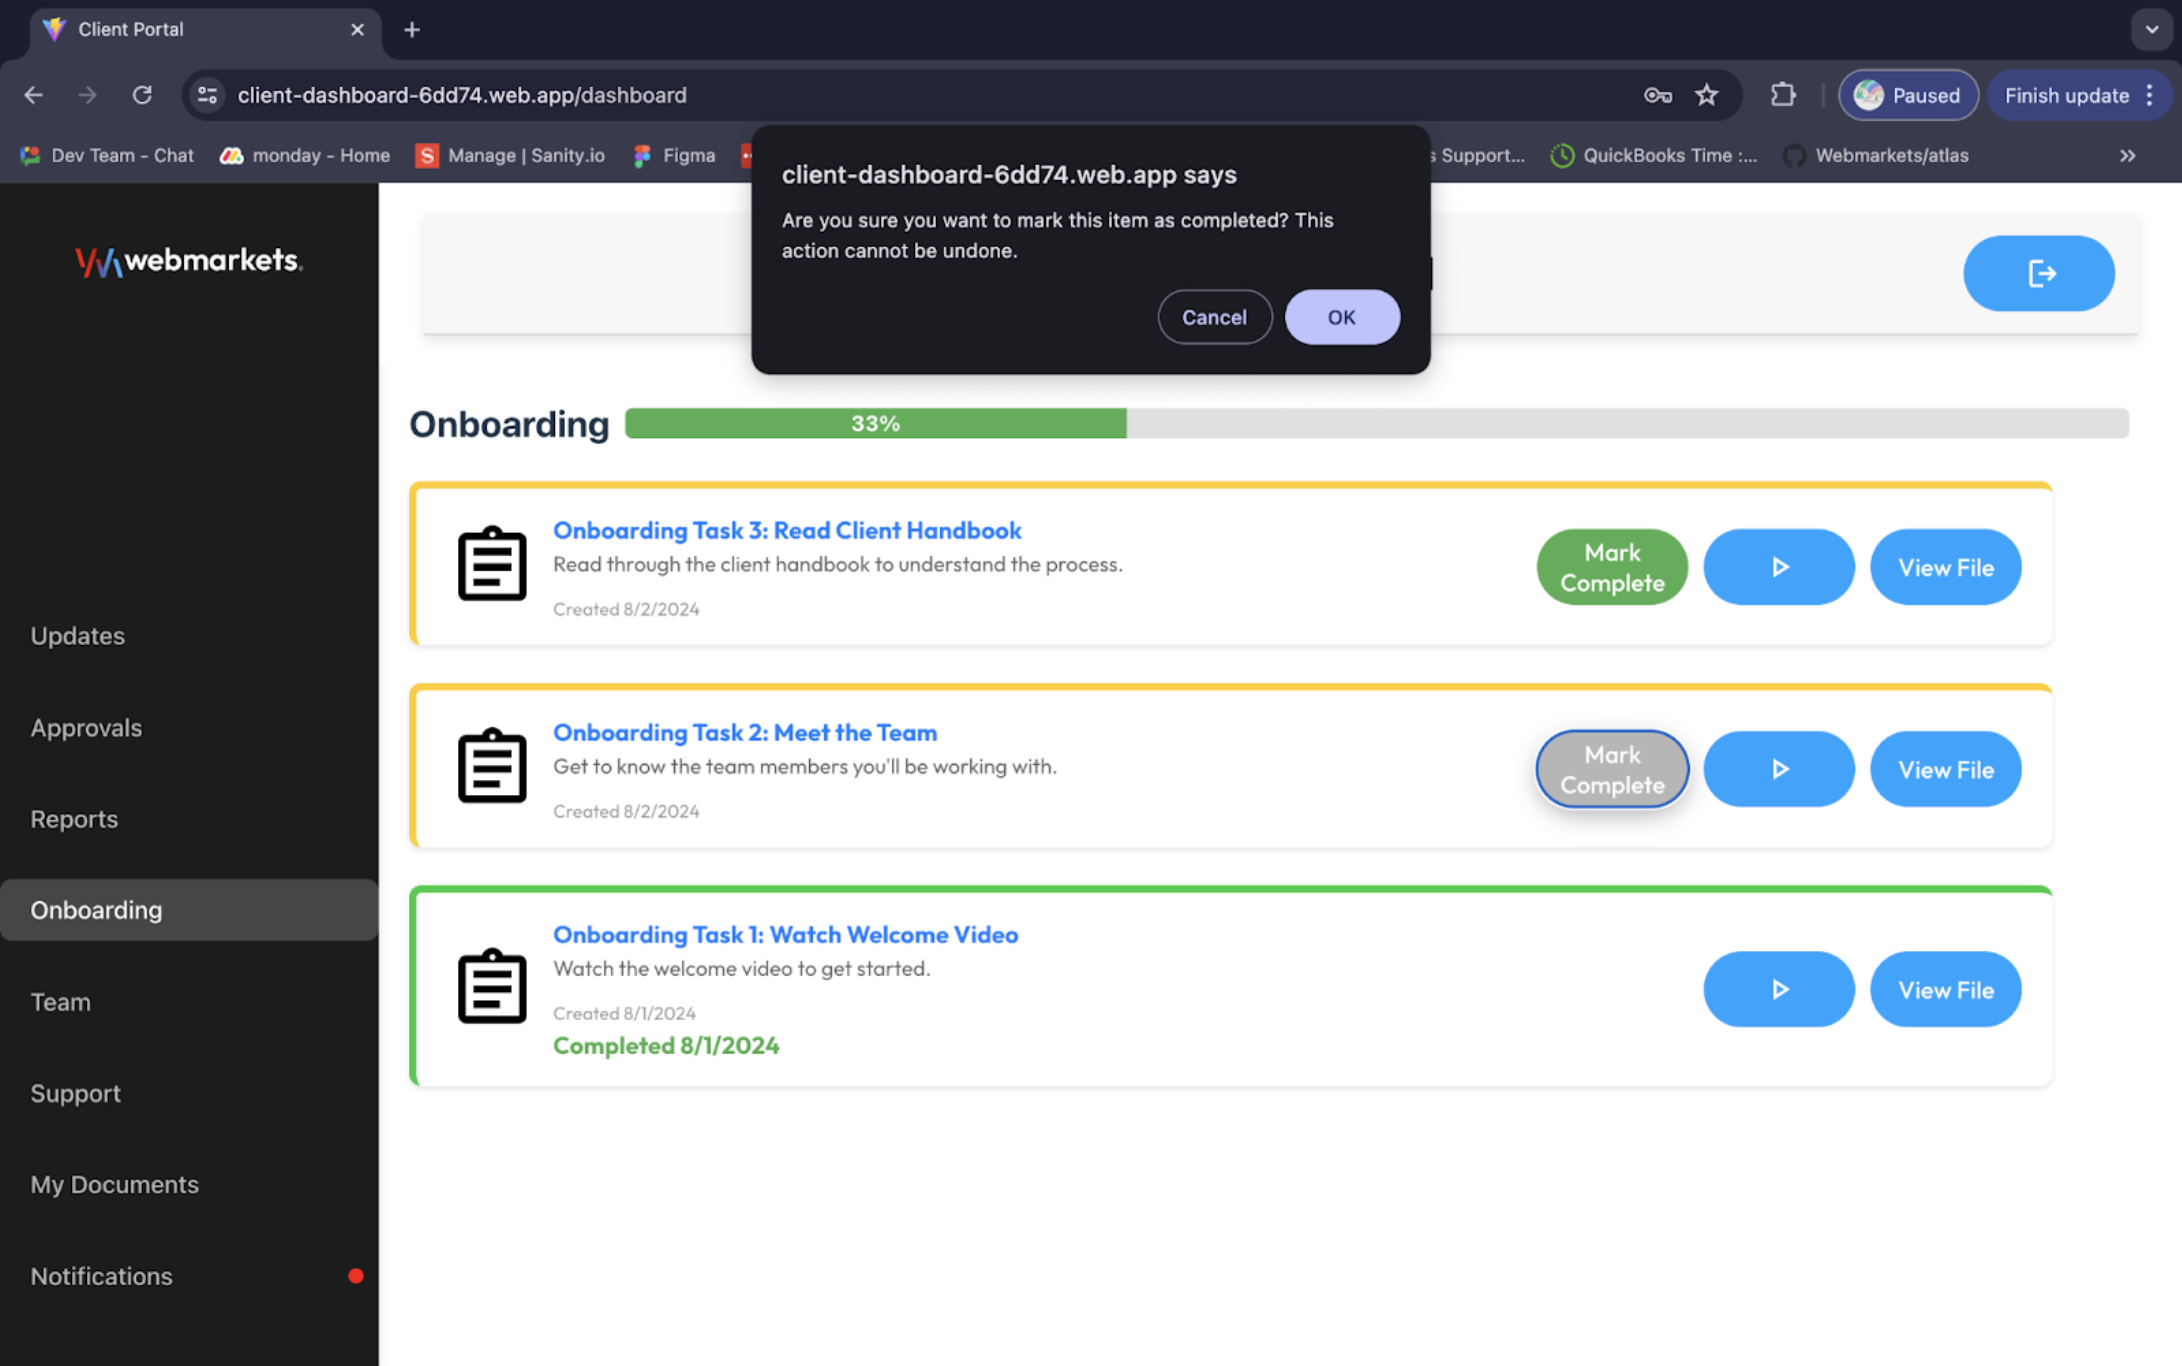 Client Portal
client-dashboard-6dd74.web.app/dashboard
Paused
Finish update
Dev Team - Chat
monday - Home
S Manage | Sanity.io
Figma
s Support...
QuickBooks Time :...
Webmarkets/atlas
client-dashboard-6dd74.web.app says
Are you sure you want to mark this item as completed? This
action cannot be undone.
Cancel
OK
webmarkets.
Updates
Approvals
Reports
Onboarding
Team
Support
My Documents
Notifications
Onboarding
33%
Onboarding Task 3: Read Client Handbook
Read through the client handbook to understand the process.
Created 8/2/2024
Mark
Complete
View File
Onboarding Task 2: Meet the Team
Get to know the team members you'll be working with.
Created 8/2/2024
Mark
Complete
View File
Onboarding Task 1: Watch Welcome Video
Watch the welcome video to get started.
Created 8/1/2024
Completed 8/1/2024
View File